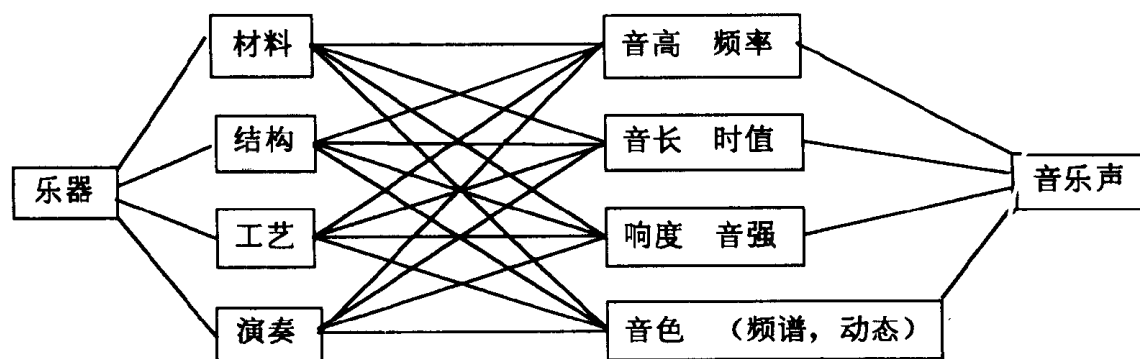 材料
音高 频率
结构
音长 时值
乐器
音乐声
工艺
响度 音强
演奏
音色 （频谱，动态）